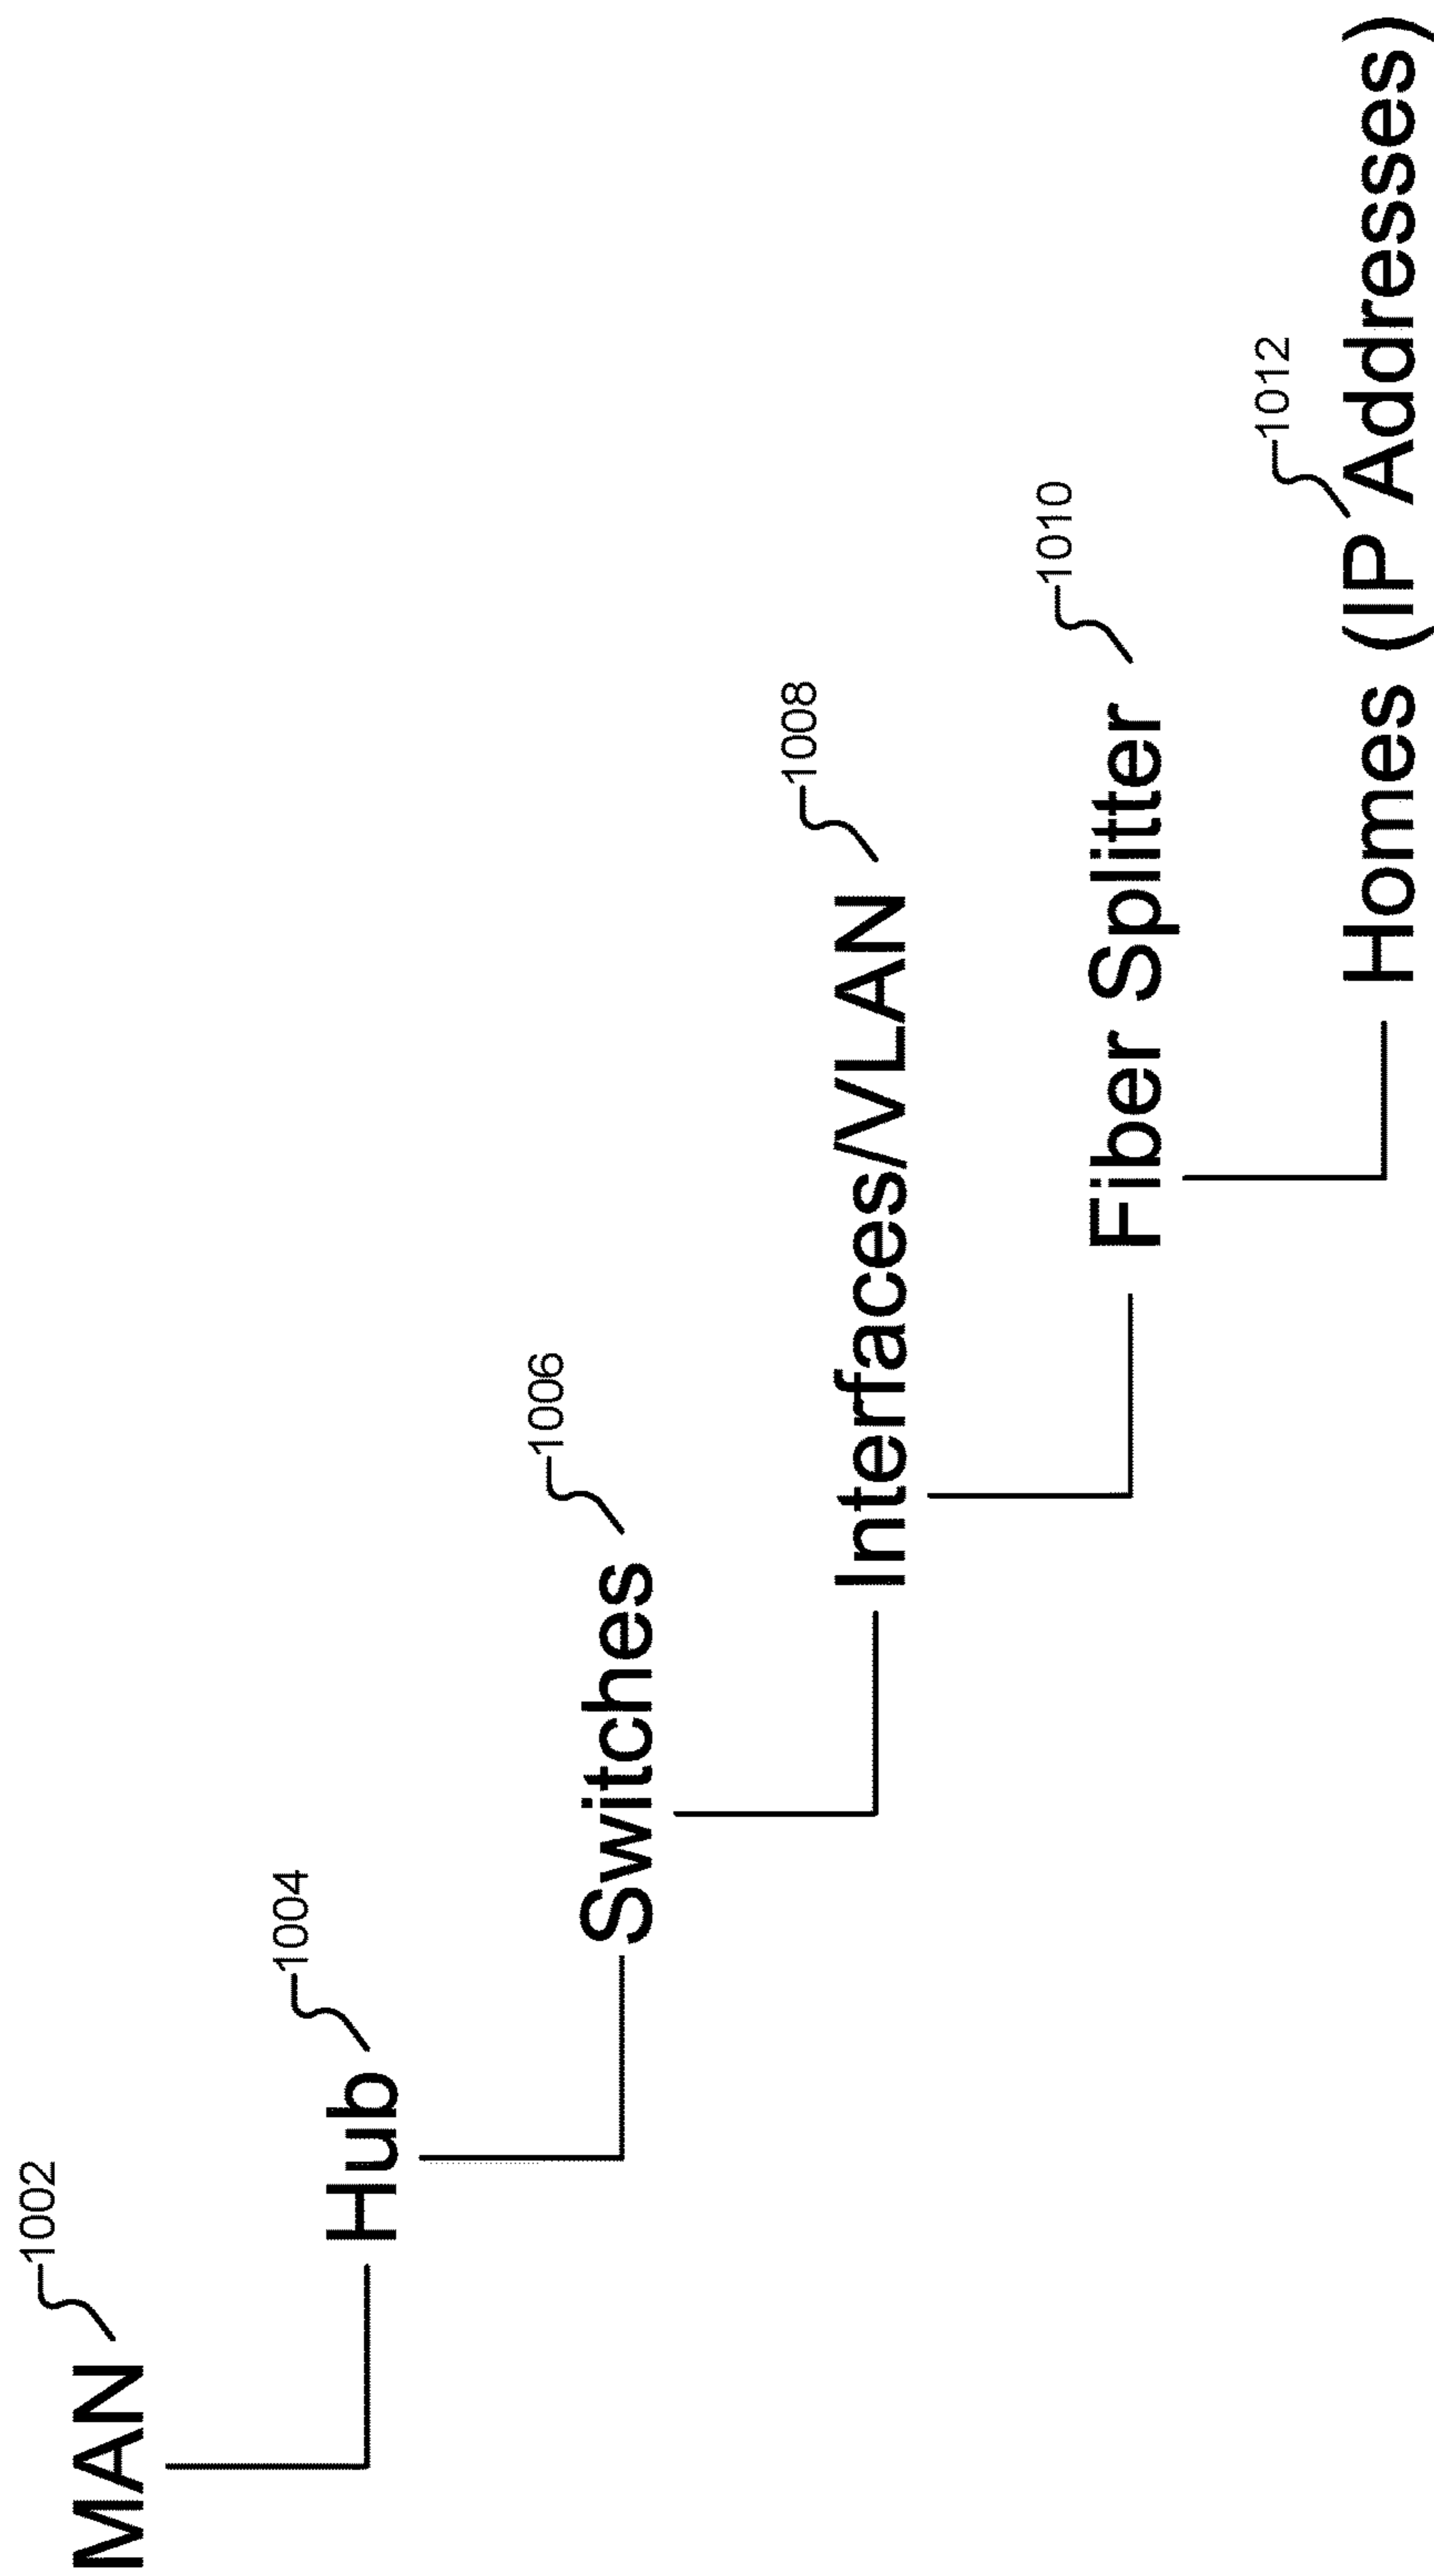 MAN
1002
Hub
1004
Switches
1006
Interfaces/VLAN
1008
Fiber Splitter
1010
Homes (IP Addresses)
1012